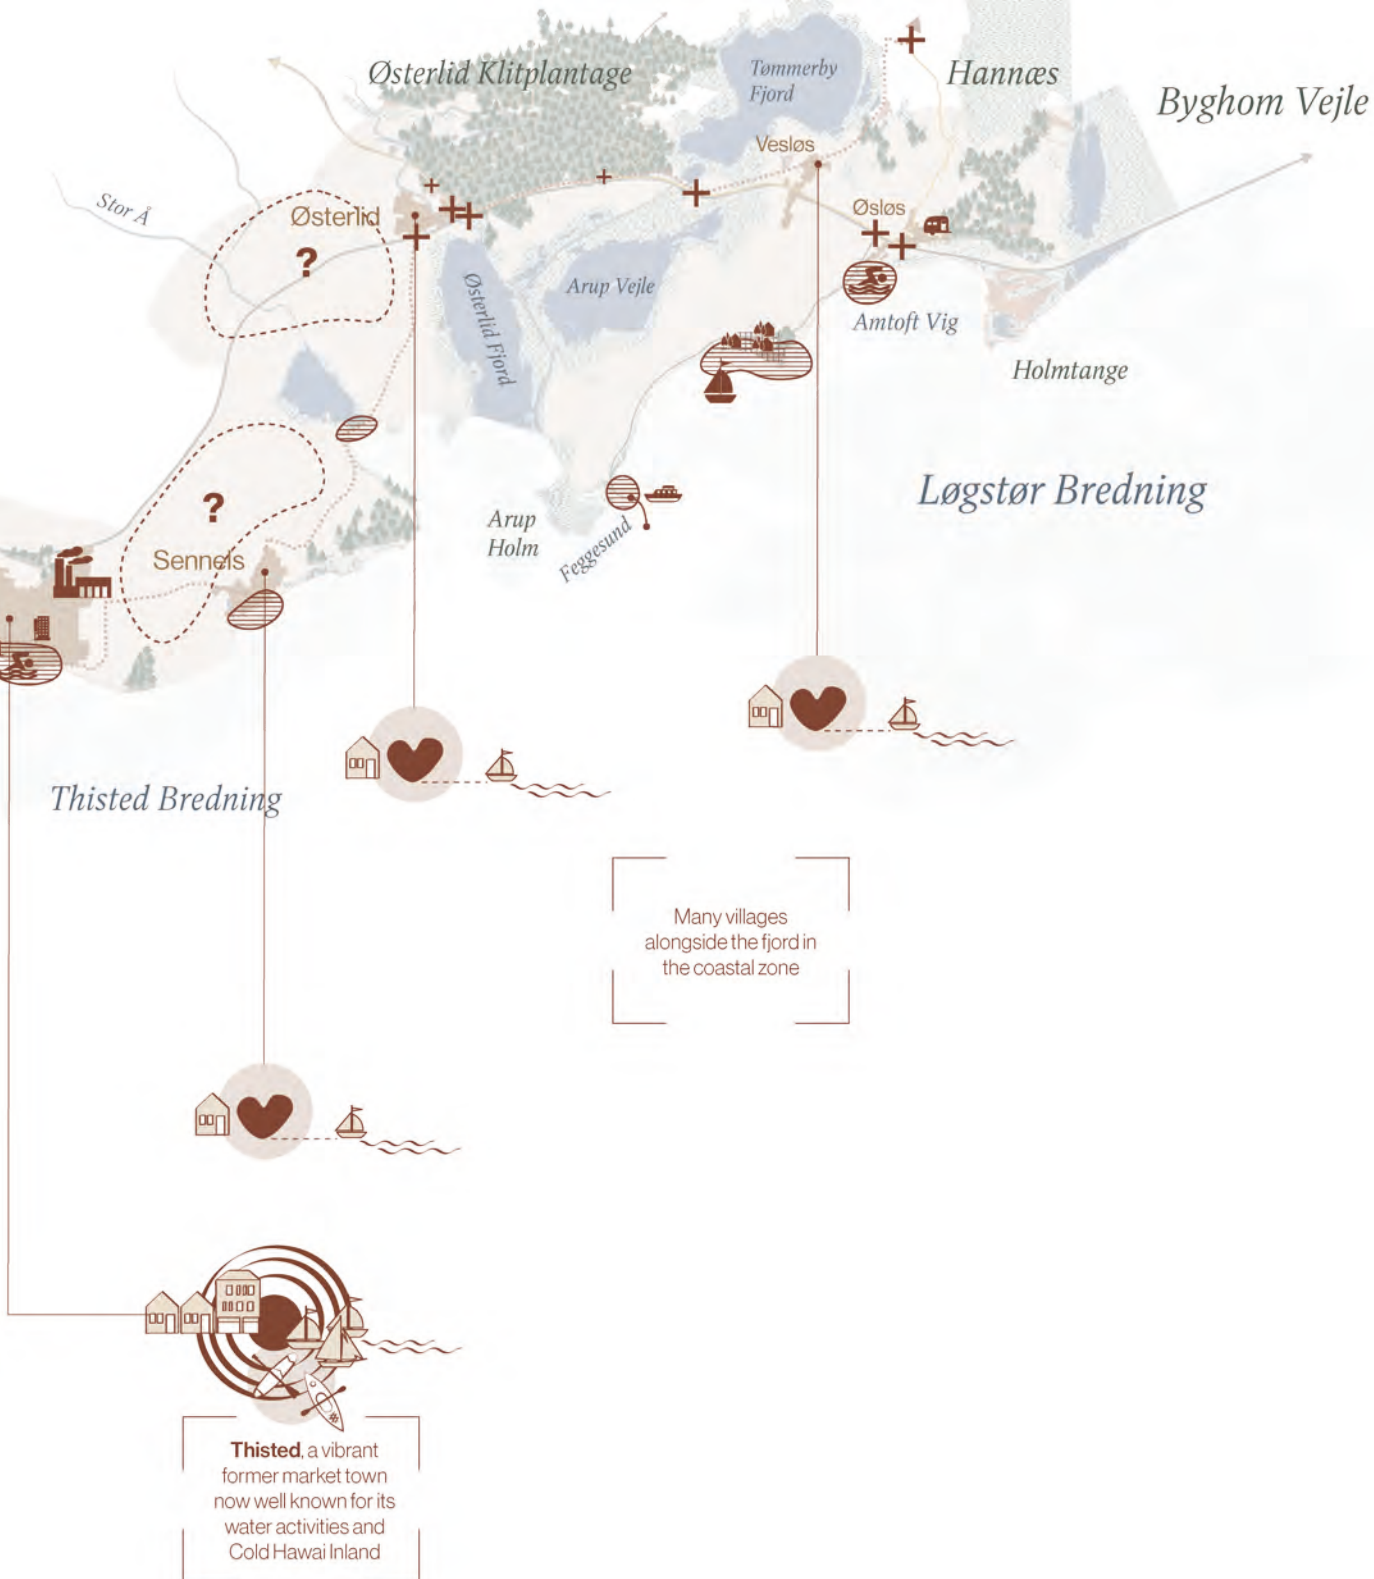 Østerlid Klitplantage
Tømmerby
Fjord
Hannæs
Byghom Vejle
Vesløs
Stor Å
Østerlid
?
Øsløs
Østerlid Fjord
Arup Vejle
Amtoft Vig
Holmtange
?
Løgstør Bredning
Arup
Holm
Feggesund
Sennels
Thisted Bredning
Many villages
alongside the fjord in
the coastal zone
Thisted, a vibrant
former market town
now well known for its
water activities and
Cold Hawai Inland